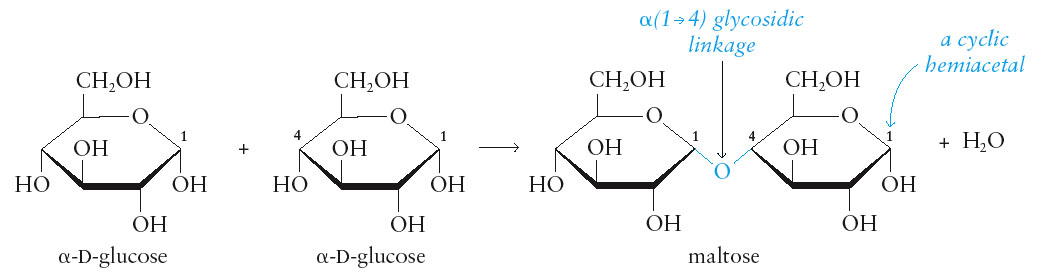 α(1→4) glycosidic
linkage
a cyclic
hemiacetal
CH₂OH
O
1
OH
HO
OH
OH
α-D-glucose
+
CH₂OH
O
4
1
OH
HO
OH
OH
α-D-glucose
CH₂OH
O
1
OH
HO
OH
O
CH₂OH
O
4
1
OH
OH
OH
maltose
+ H₂O